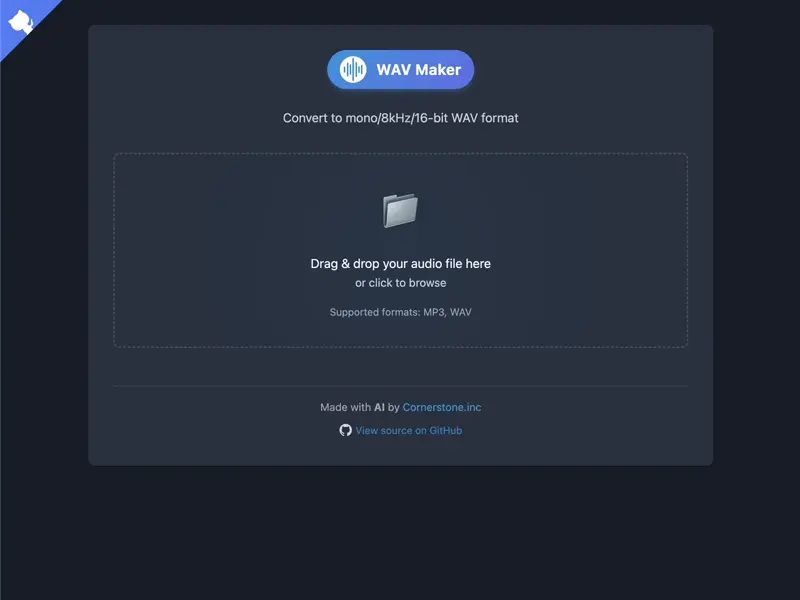 WAV Maker
Convert to mono/8kHz/16-bit WAV format
Drag & drop your audio file here
or click to browse
Supported formats: MP3, WAV
Made with AI by Cornerstone.inc
View source on GitHub